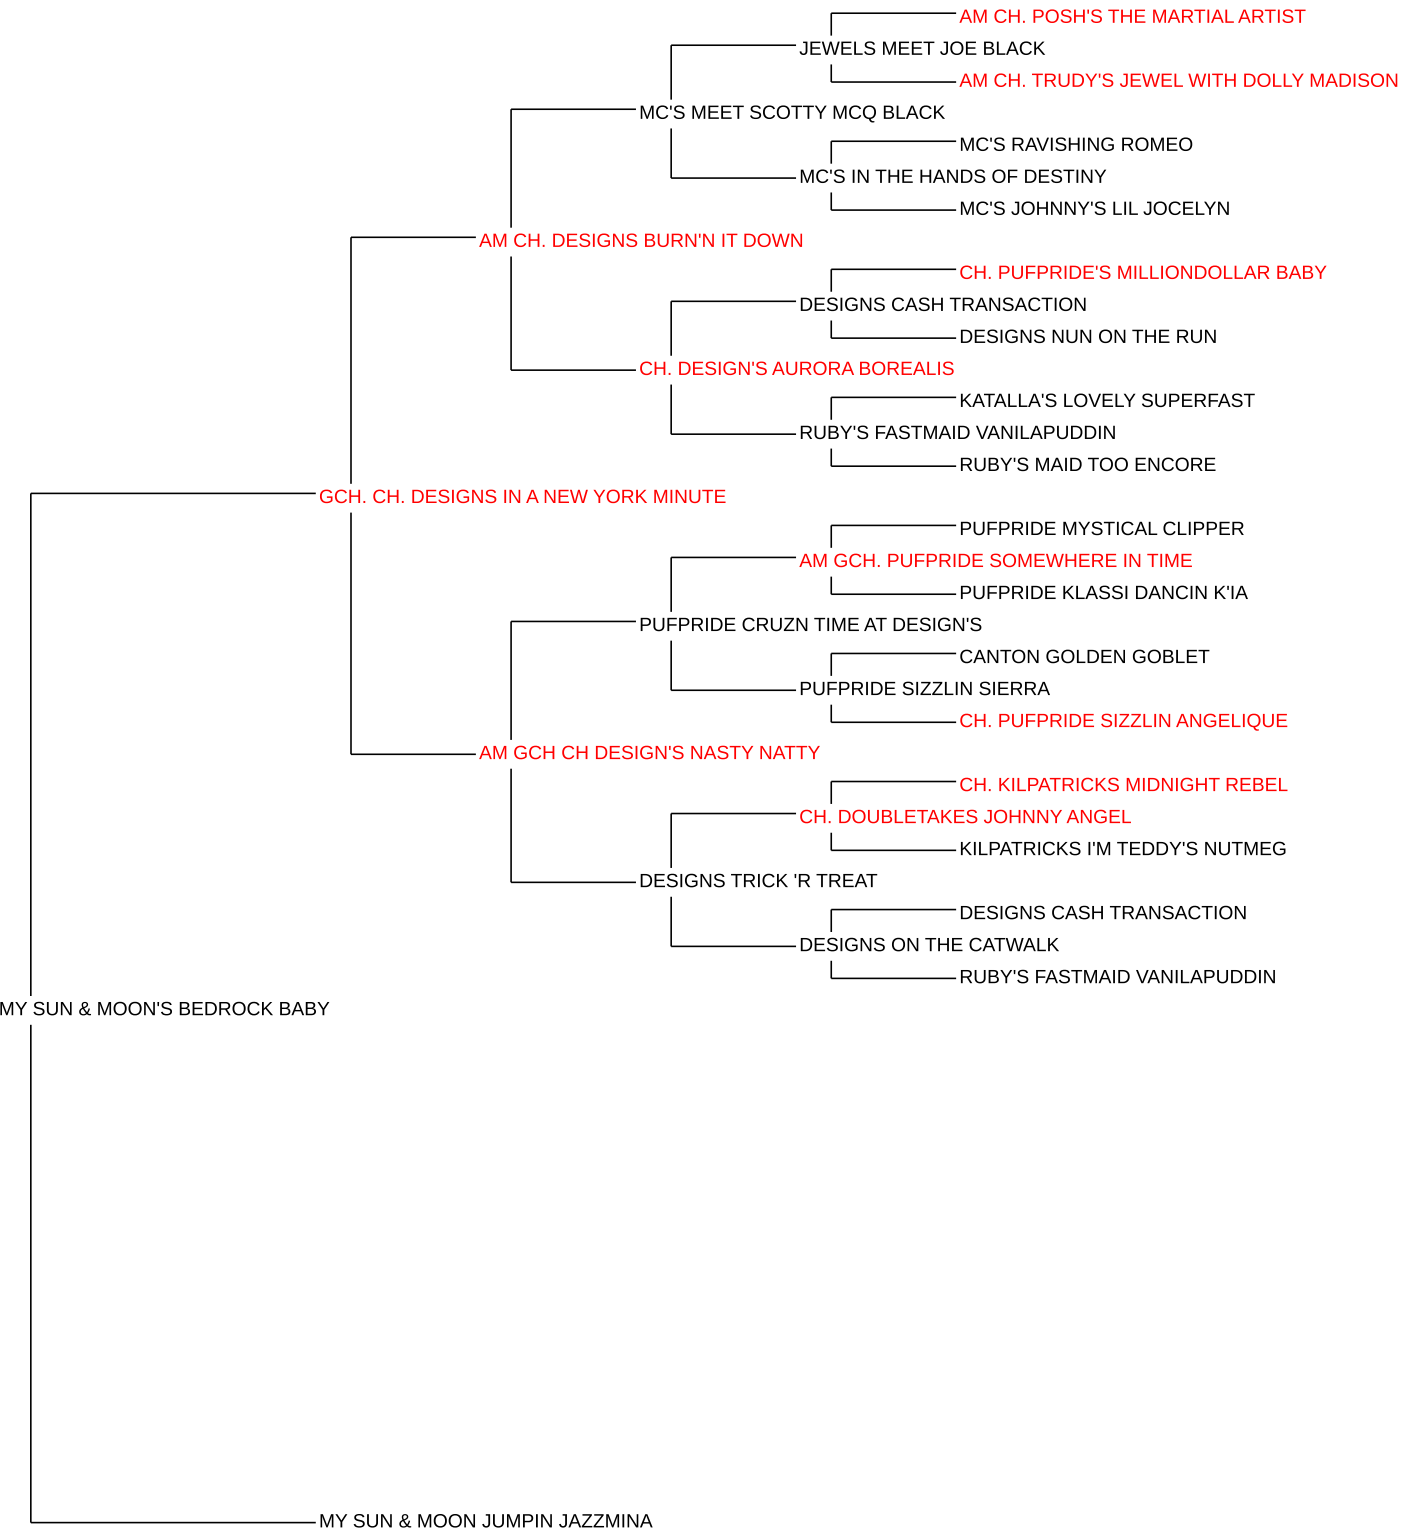 AM CH. POSH'S THE MARTIAL ARTIST
JEWELS MEET JOE BLACK
AM CH. TRUDY'S JEWEL WITH DOLLY MADISON
MC'S MEET SCOTTY MCQ BLACK
MC'S RAVISHING ROMEO
MC'S IN THE HANDS OF DESTINY
MC'S JOHNNY'S LIL JOCELYN
AM CH. DESIGNS BURN'N IT DOWN
CH. PUFPRIDE'S MILLIONDOLLAR BABY
DESIGNS CASH TRANSACTION
DESIGNS NUN ON THE RUN
CH. DESIGN'S AURORA BOREALIS
KATALLA'S LOVELY SUPERFAST
RUBY'S FASTMAID VANILAPUDDIN
RUBY'S MAID TOO ENCORE
GCH. CH. DESIGNS IN A NEW YORK MINUTE
PUFPRIDE MYSTICAL CLIPPER
AM GCH. PUFPRIDE SOMEWHERE IN TIME
PUFPRIDE KLASSI DANCIN K'IA
PUFPRIDE CRUZN TIME AT DESIGN'S
CANTON GOLDEN GOBLET
PUFPRIDE SIZZLIN SIERRA
CH. PUFPRIDE SIZZLIN ANGELIQUE
AM GCH CH DESIGN'S NASTY NATTY
CH. KILPATRICKS MIDNIGHT REBEL
CH. DOUBLETAKES JOHNNY ANGEL
KILPATRICKS I'M TEDDY'S NUTMEG
DESIGNS TRICK 'R TREAT
DESIGNS CASH TRANSACTION
DESIGNS ON THE CATWALK
RUBY'S FASTMAID VANILAPUDDIN
MY SUN & MOON'S BEDROCK BABY
MY SUN & MOON JUMPIN JAZZMINA